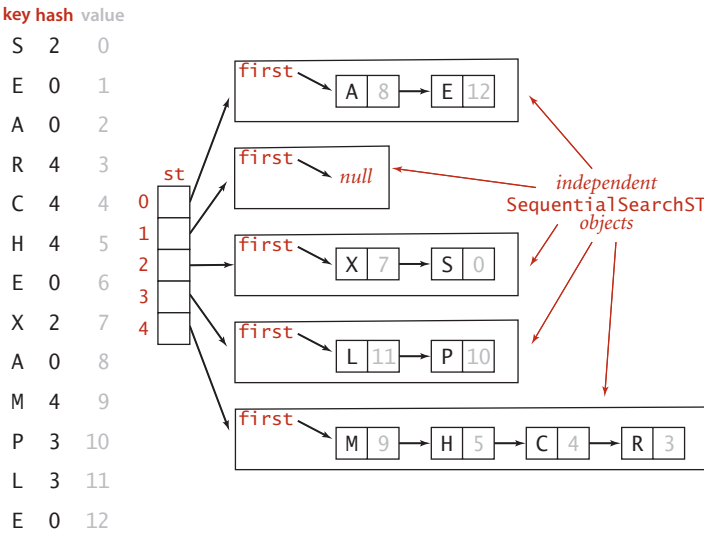 key hash value
S 2 0
E 0 1
A 0 2
R 4 3
C 4 4
H 4 5
E 0 6
X 2 7
A 0 8
M 4 9
P 3 10
L 3 11
E 0 12
st
0
1
2
3
4
first
A 8 E 12
first
null
first
X 7 S 0
first
L 11 P 10
first
M 9 H 5 C 4 R 3
independent
SequentialSearchST
objects